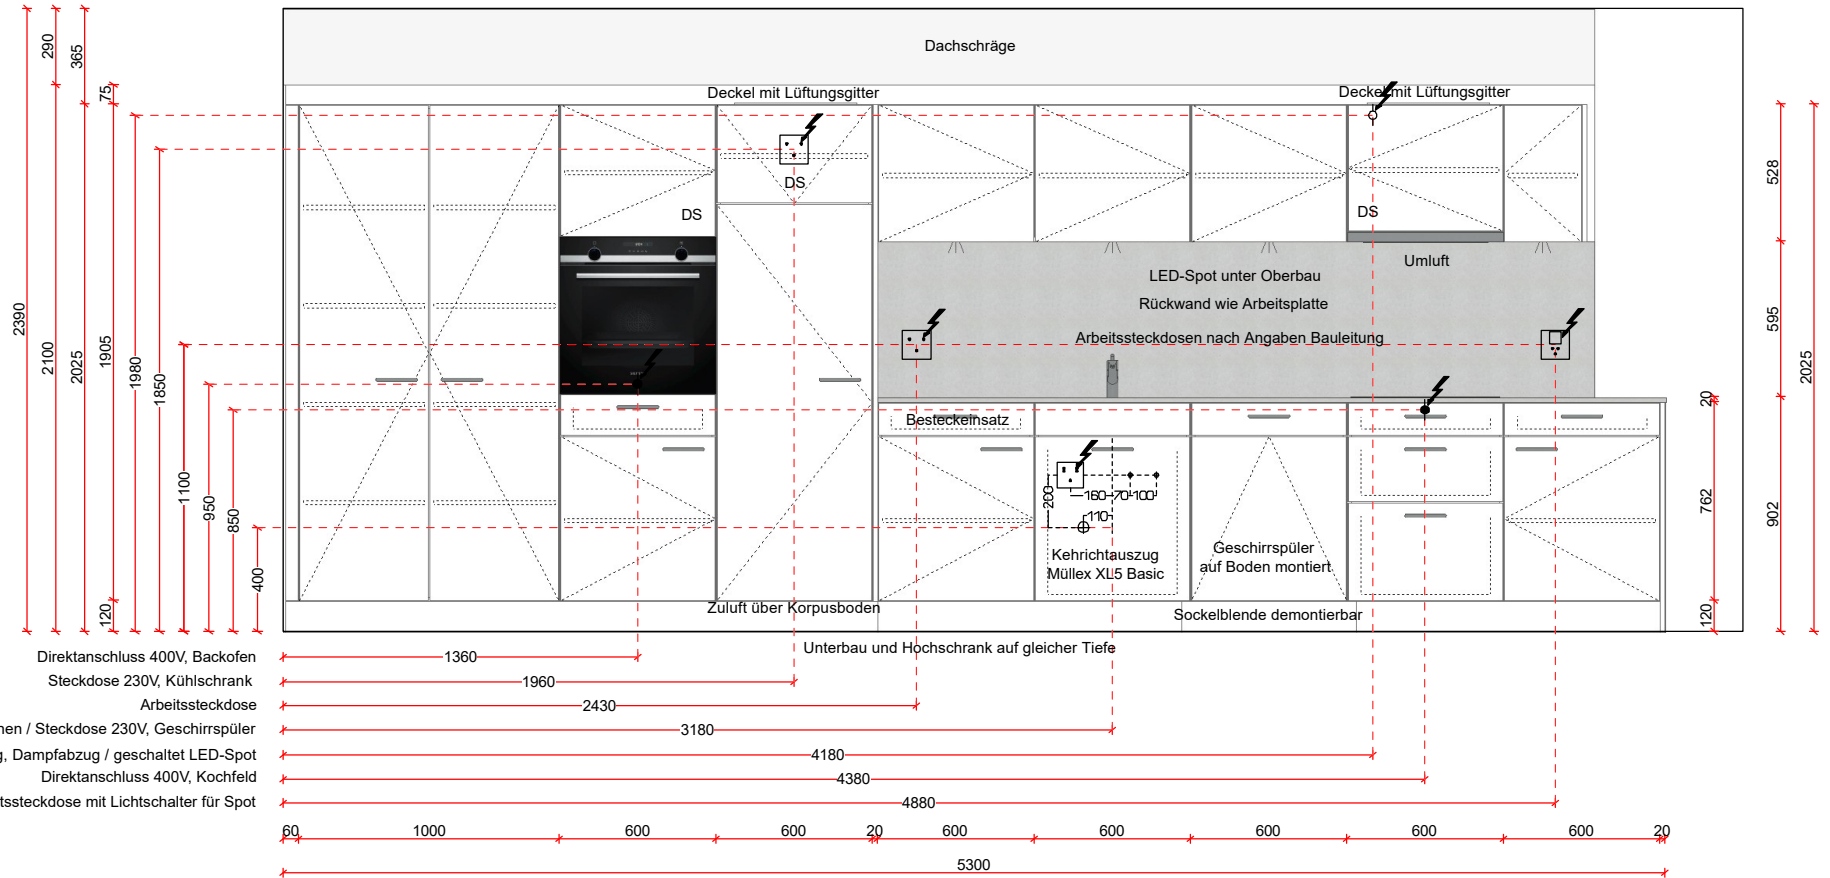 Dachschräge
Deckel mit Lüftungsgitter
Deckel mit Lüftungsgitter
DS
DS
DS
Umluft
LED-Spot unter Oberbau
Rückwand wie Arbeitsplatte
Arbeitssteckdosen nach Angaben Bauleitung
Besteckeinsatz
200
160 70 100
110
Kehrichtauszug
Müllex XL5 Basic
Geschirrspüler
auf Boden montiert
Zuluft über Korpusboden
Sockelblende demontierbar
Unterbau und Hochschrank auf gleicher Tiefe
2390
290
2100
365
2025
75
1905
120
1980
1850
1100
950
850
400
528
595
902
2025
20
762
120
Direktanschluss 400V, Backofen 1360
Steckdose 230V, Kühlschrank 1960
Arbeitssteckdose 2430
/ Steckdose 230V, Geschirrspüler 3180
Dampfabzug / geschaltet LED-Spot 4180
Direktanschluss 400V, Kochfeld 4380
tssteckdose mit Lichtschalter für Spot 4880
60 1000 600 600 20 600 600 600 600 600 20
5300